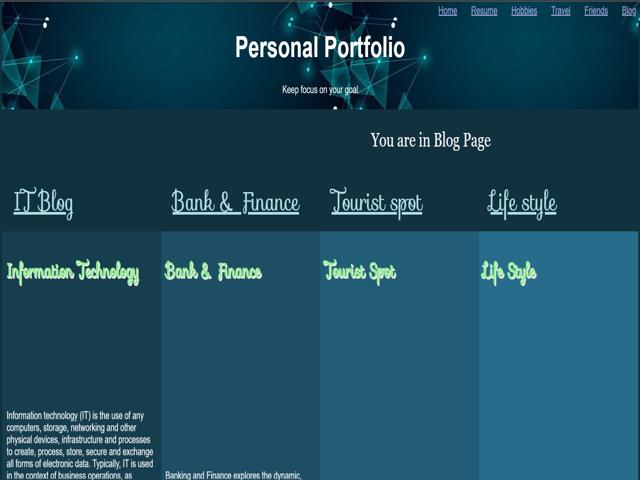 Home Resume Hobbies Travel Friends Blog
Personal Portfolio
Keep focus on your goal
You are in Blog Page
IT Blog Bank & Finance Tourist spot Life style
Information Technology Bank & Finance Tourist Spot Life Style
Information technology (IT) is the use of any
computers, storage, networking and other
physical devices, infrastructure and processes
to create, process, store, secure and exchange
all forms of electronic data. Typically, IT is used
in the context of business operations, as
Banking and Finance explores the dynamic,